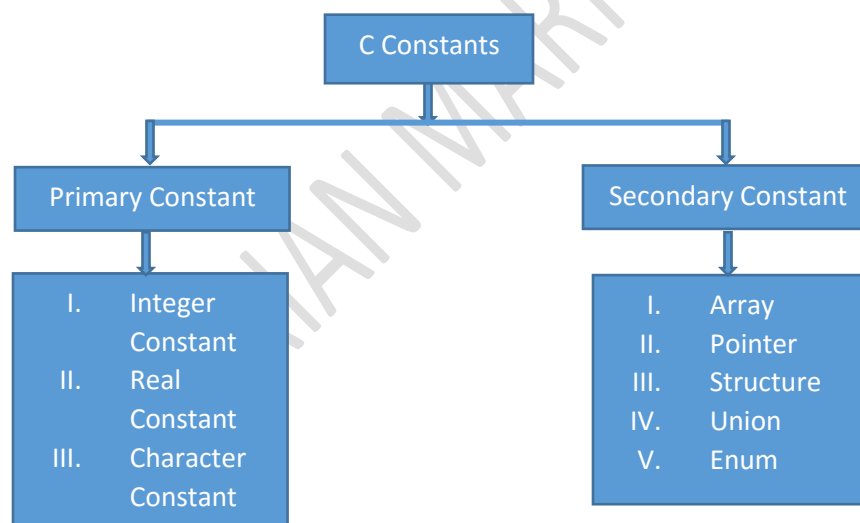 C Constants
Primary Constant
Secondary Constant
I. Integer
Constant
II. Real
Constant
III. Character
Constant
I. Array
II. Pointer
III. Structure
IV. Union
V. Enum